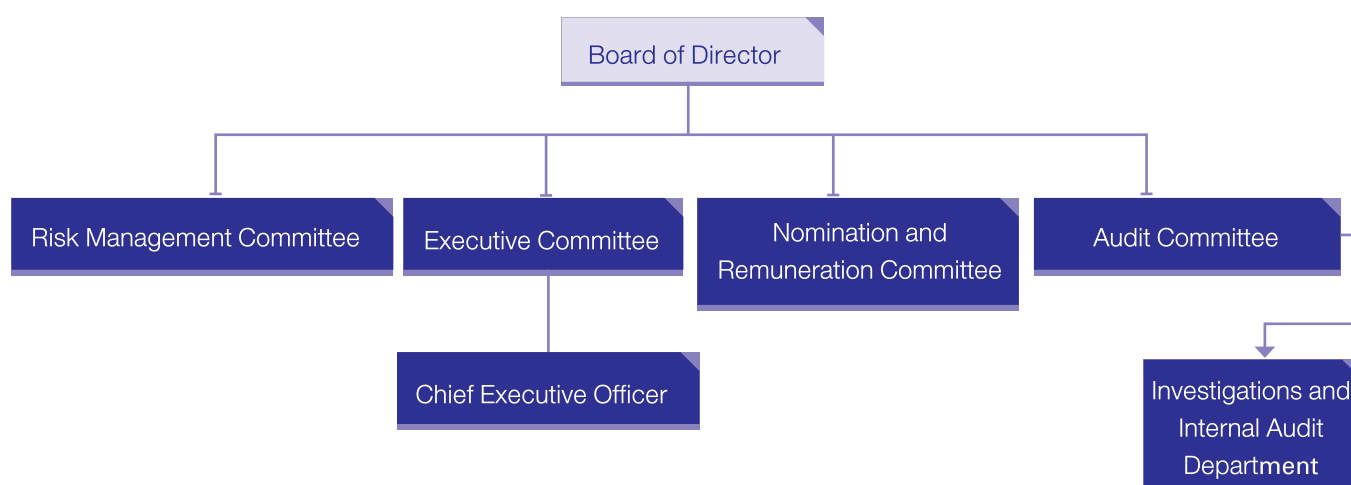 Board of Director
Risk Management Committee
Executive Committee
Nomination and
Remuneration Committee
Audit Committee
Chief Executive Officer
Investigations and
Internal Audit
Department